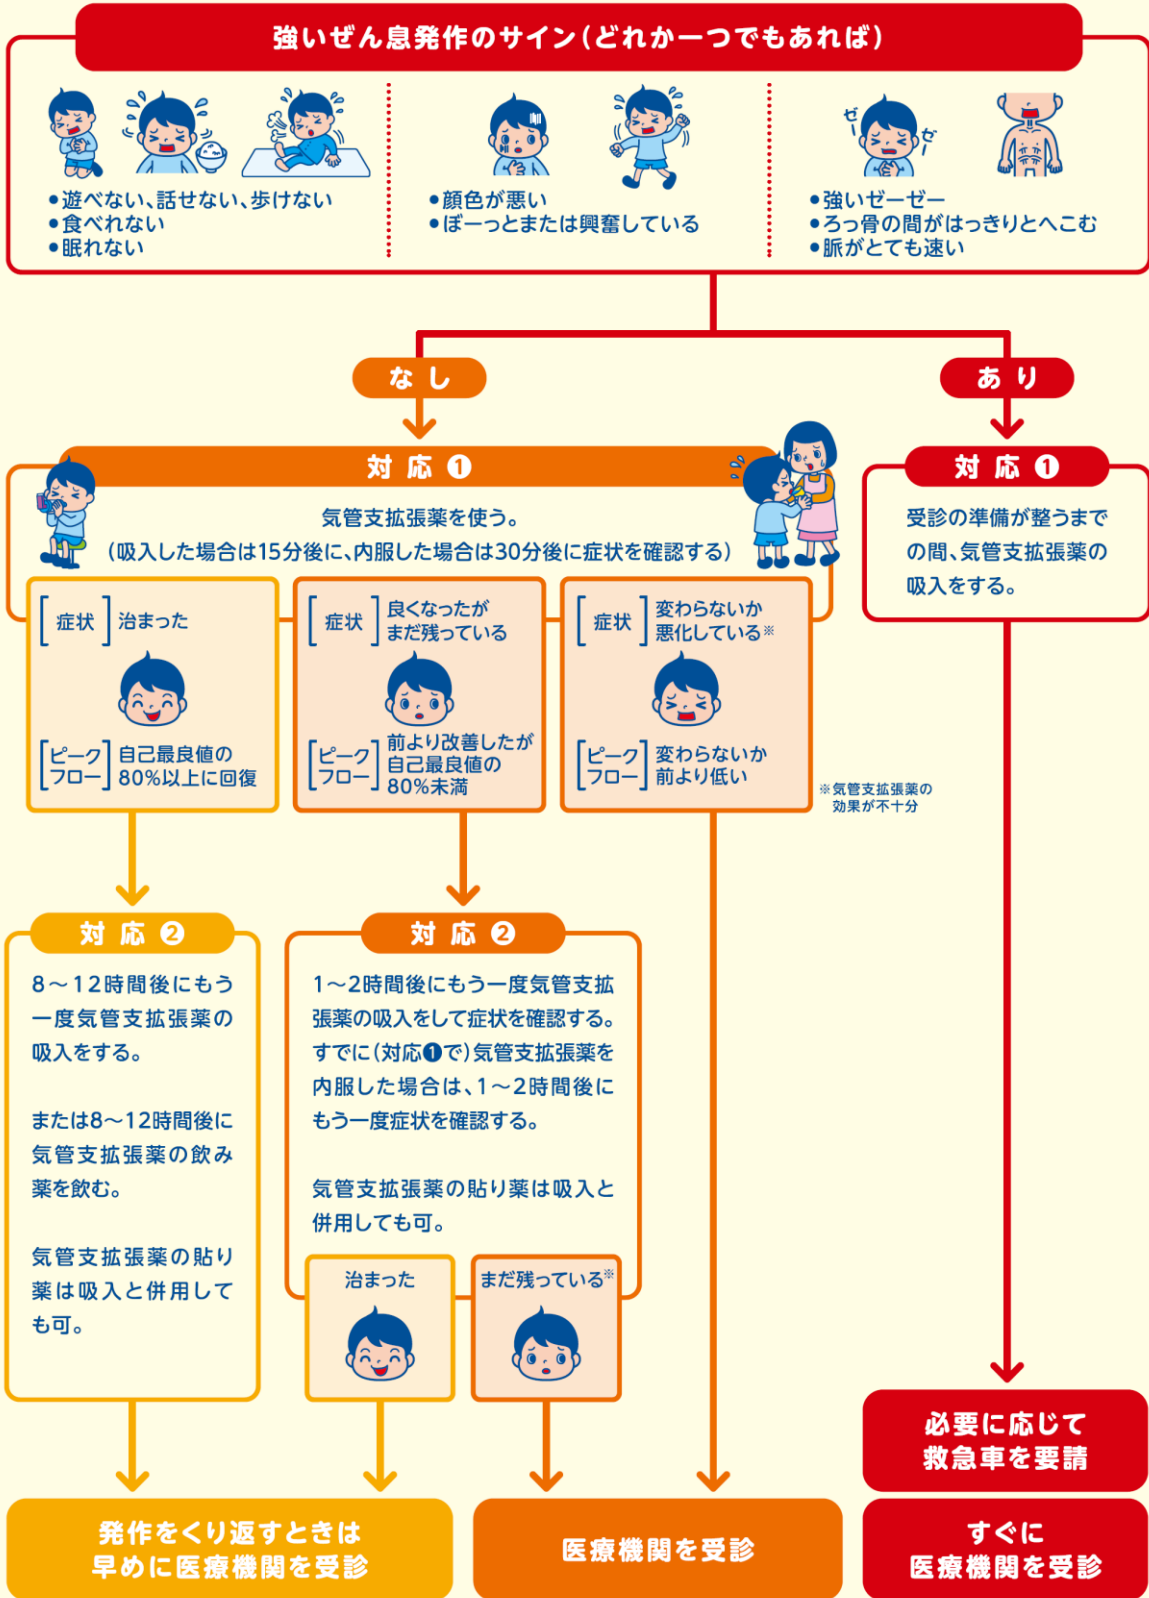 強いぜん息発作のサイン(どれか一つでもあれば)
•遊べない、話せない、歩けない
•食べれない
•眠れない
•顔色が悪い
•ぼーっとまたは興奮している
ゼー
ゼー
•強いゼーゼー
•ろっ骨の間がはっきりとへこむ
•脈がとても速い
なし
あり
対応❶
気管支拡張薬を使う。
(吸入した場合は15分後に、内服した場合は30分後に症状を確認する)
対応❶
受診の準備が整うまで
の間、気管支拡張薬の
吸入をする。
[症状]治まった
[ピークフロー]自己最良値の
80%以上に回復
[症状]良くなったが
まだ残っている
[ピークフロー]前より改善したが
自己最良値の
80%未満
[症状]変わらないか
悪化している※
[ピークフロー]変わらないか
前より低い
※気管支拡張薬の
効果が不十分
対応❷
8〜12時間後にもう
一度気管支拡張薬の
吸入をする。
または8〜12時間後に
気管支拡張薬の飲み
薬を飲む。
気管支拡張薬の貼り
薬は吸入と併用して
も可。
対応❷
1〜2時間後にもう一度気管支拡
張薬の吸入をして症状を確認する。
すでに(対応❶で)気管支拡張薬を
内服した場合は、1〜2時間後に
もう一度症状を確認する。
気管支拡張薬の貼り薬は吸入と
併用しても可。
治まった
まだ残っている※
発作をくり返すときは
早めに医療機関を受診
医療機関を受診
必要に応じて
救急車を要請
すぐに
医療機関を受診